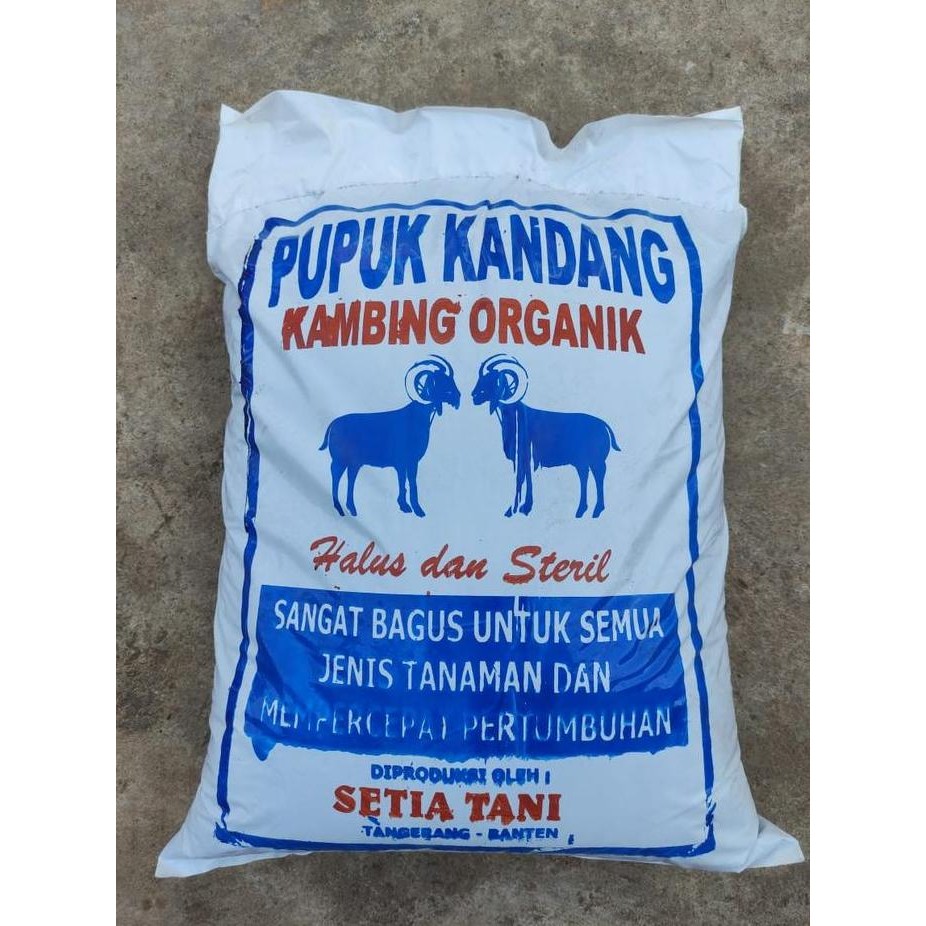 PUPUK KANDANG
KAMBING ORGANIK
Halus dan Steril
SANGAT BAGUS UNTUK SEMUA
JENIS TANAMAN DAN
MEMPERCEPAT PERTUMBUHAN
DIPRODUKSI OLEH :
SETIA TANI
TANGERANG - BANTEN